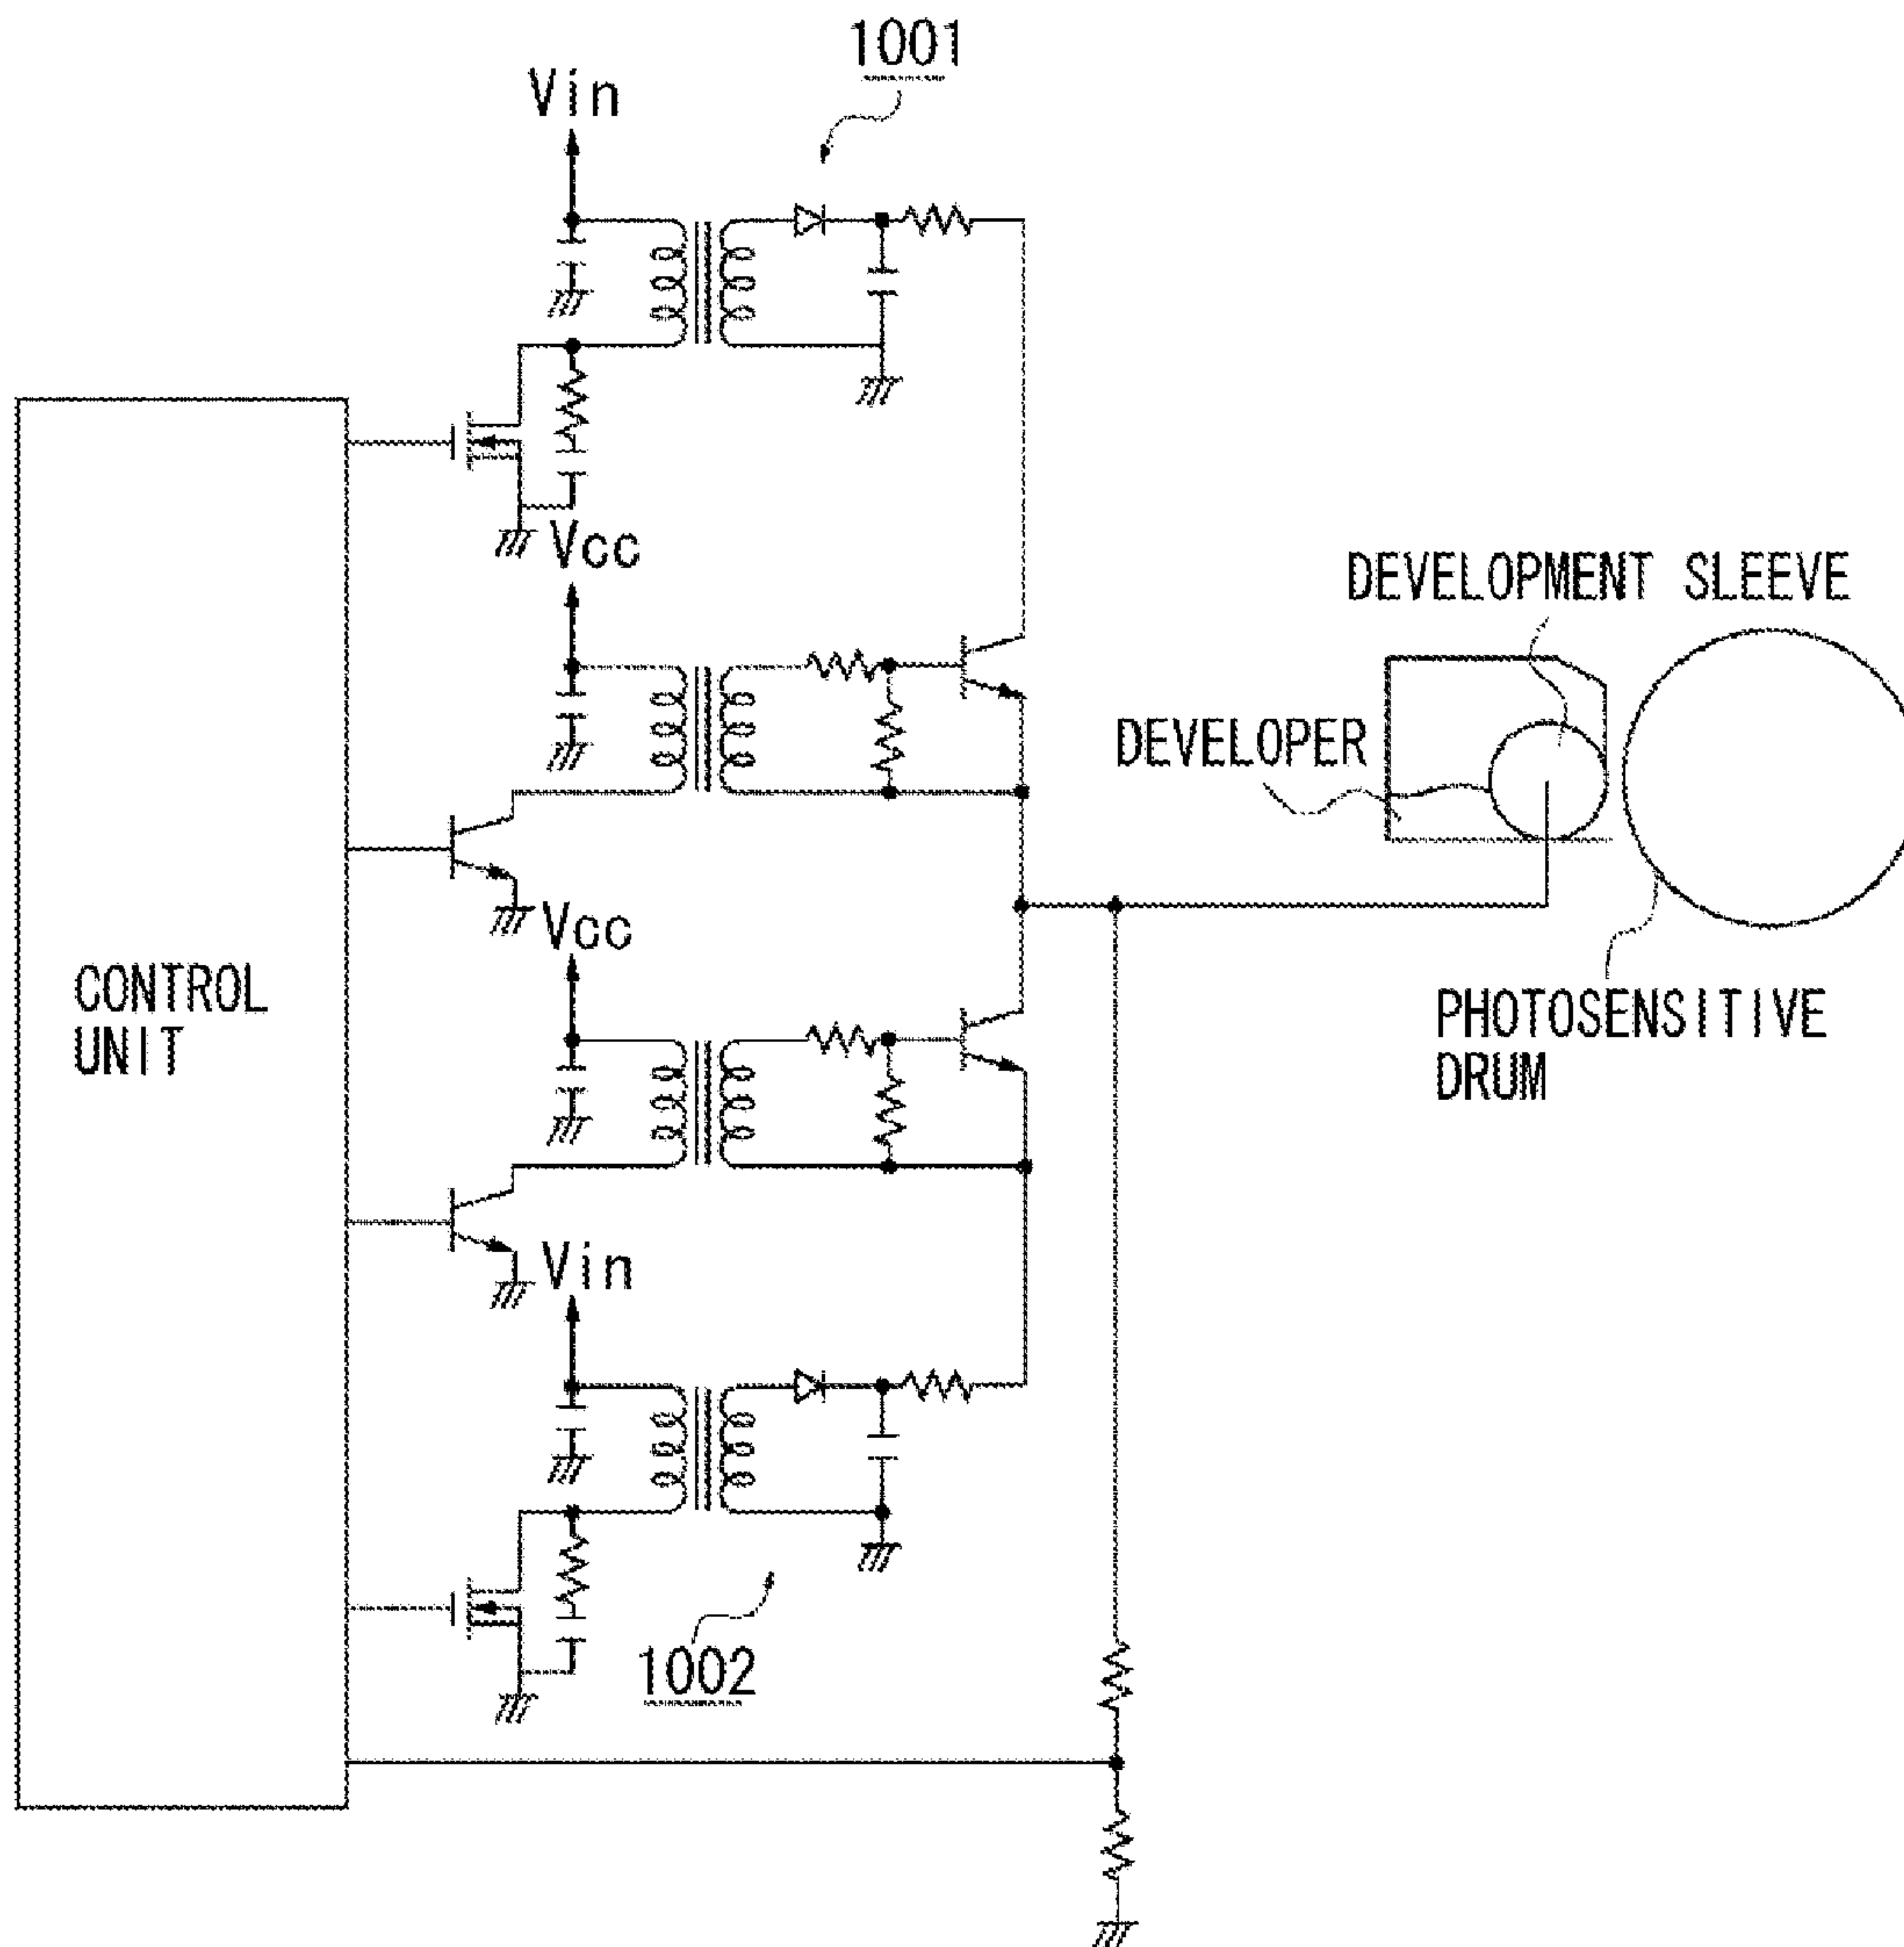 1001
Vin
Vcc
DEVELOPMENT SLEEVE
DEVELOPER
Vcc
CONTROL
UNIT
PHOTOSENSITIVE
DRUM
Vin
1002